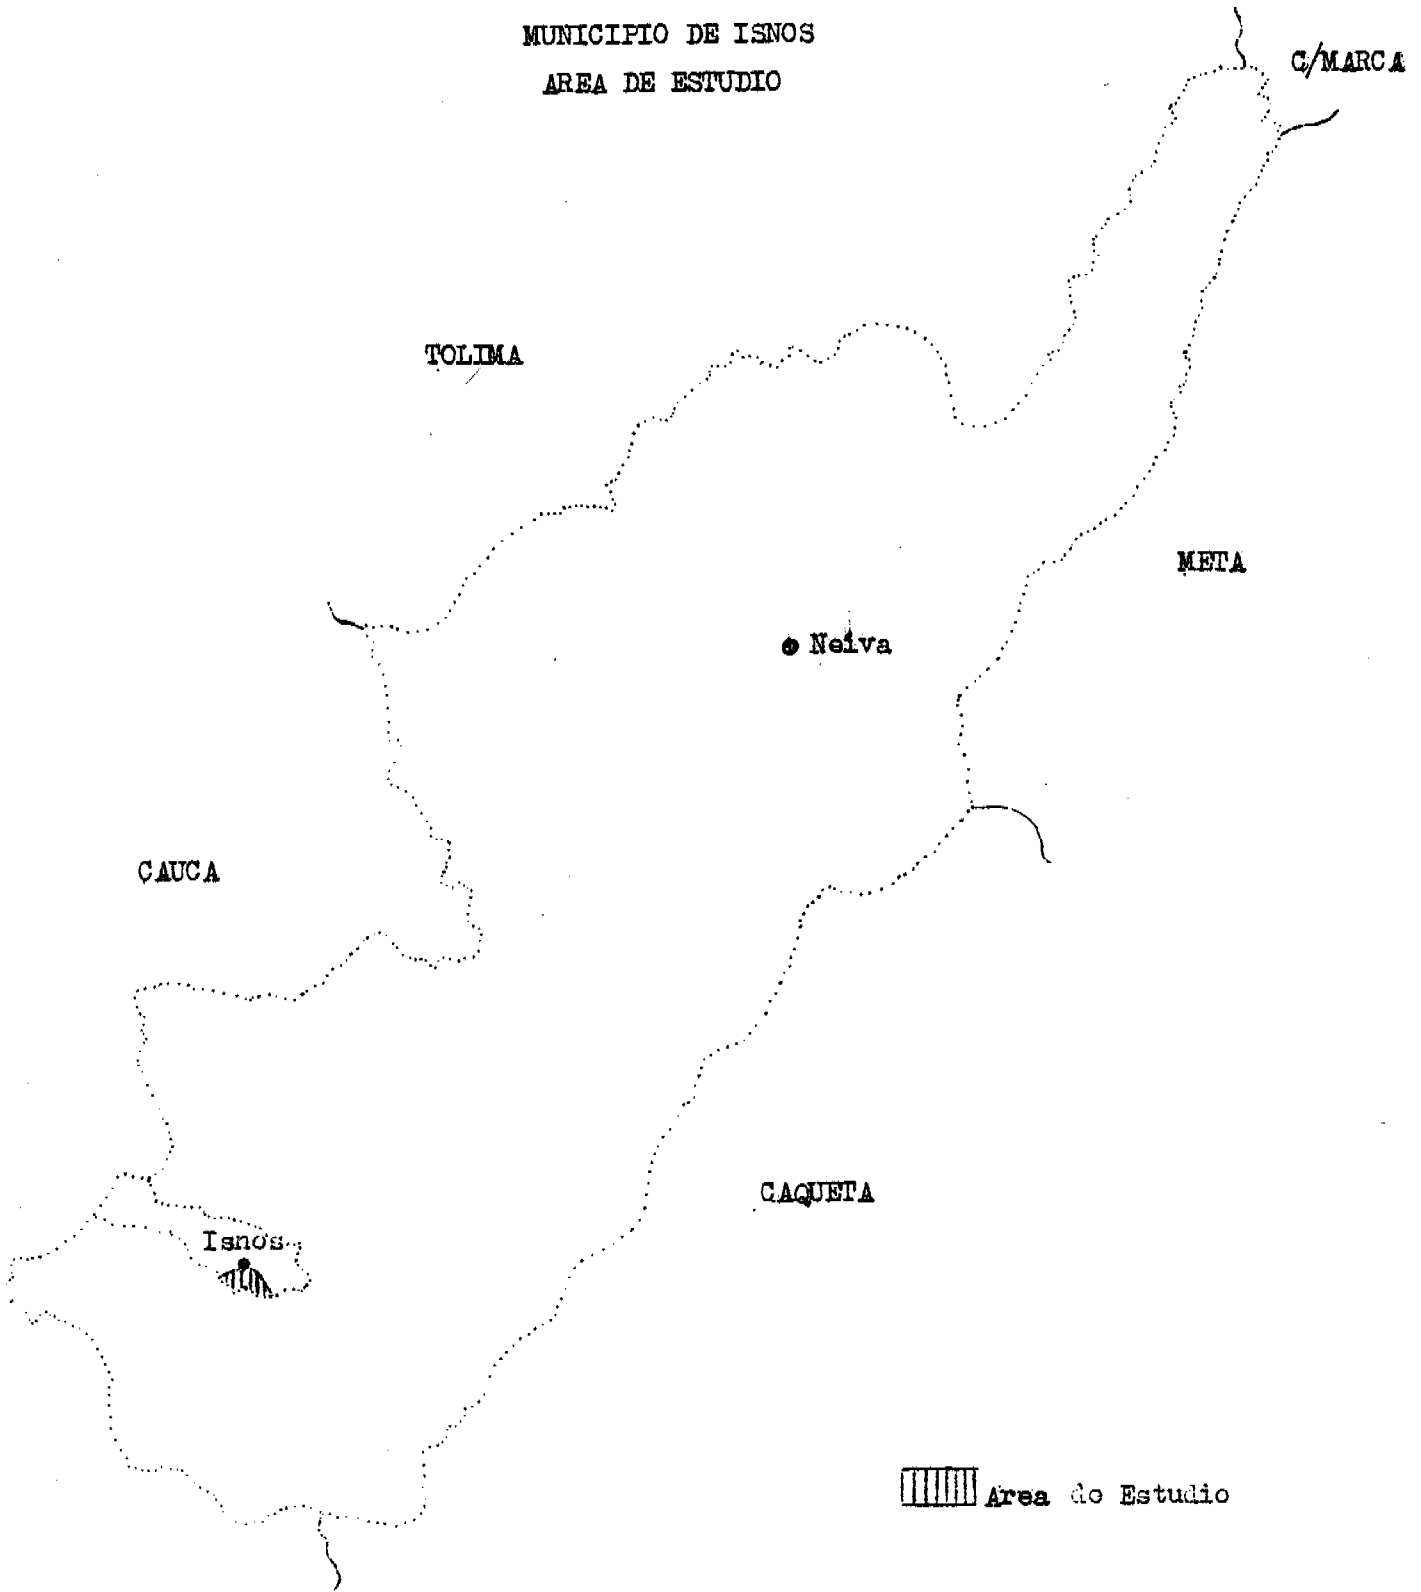 MUNICIPIO DE ISNOS
AREA DE ESTUDIO
C/MARCA
TOLIMA
META
Neiva
CAUCA
CAQUETA
Isnos
Area de Estudio